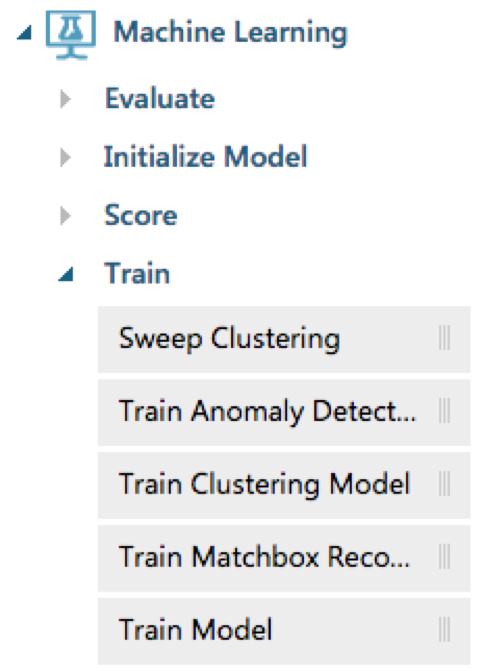 Machine Learning
Evaluate
Initialize Model
Score
Train
Sweep Clustering
Train Anomaly Detect...
Train Clustering Model
Train Matchbox Reco...
Train Model